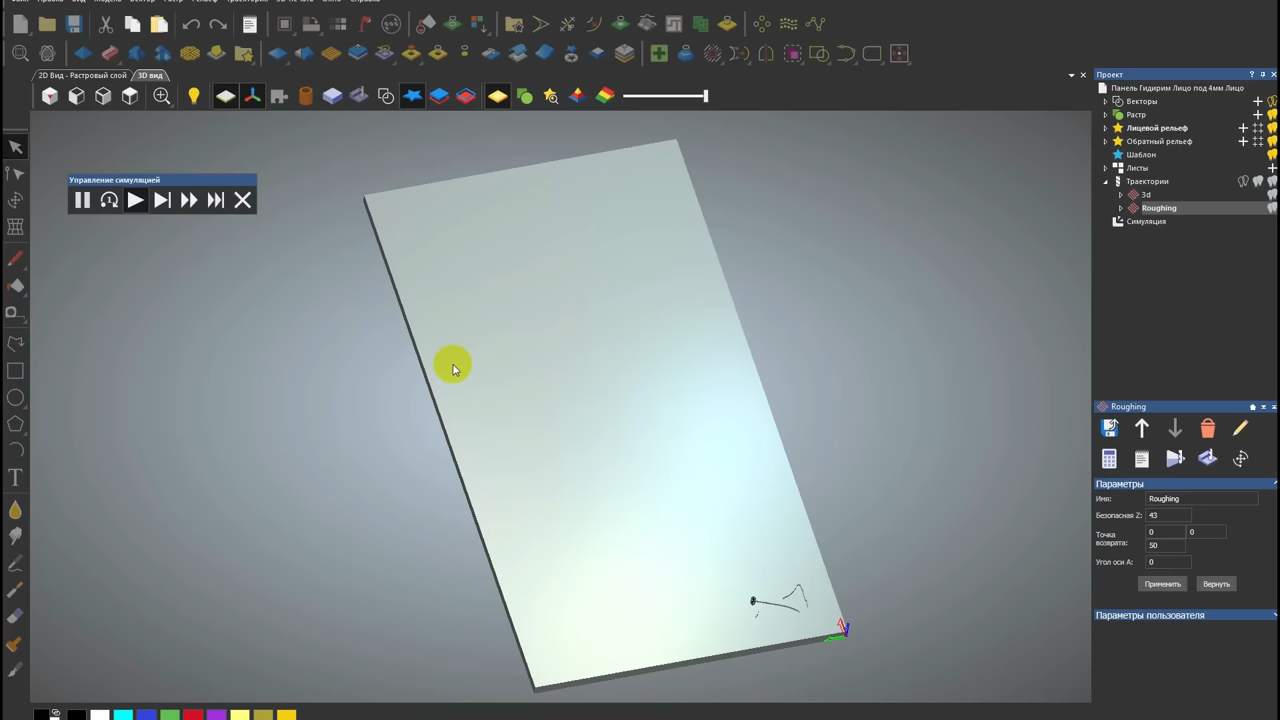 2D Вид - Растровый слой
3D вид
Управление симуляцией
1
T
Проект
Панель Гидирим Лицо под 4мм Лицо
Векторы
Растр
Лицевой рельеф
Обратный рельеф
Шаблон
Листы
Траектории
3d
Roughing
Симуляция
Roughing
Параметры
Имя: Roughing
Безопасная Z: 43
Точка возврата: 0 0
50
Угол оси A: 0
Применить Вернуть
Параметры пользователя